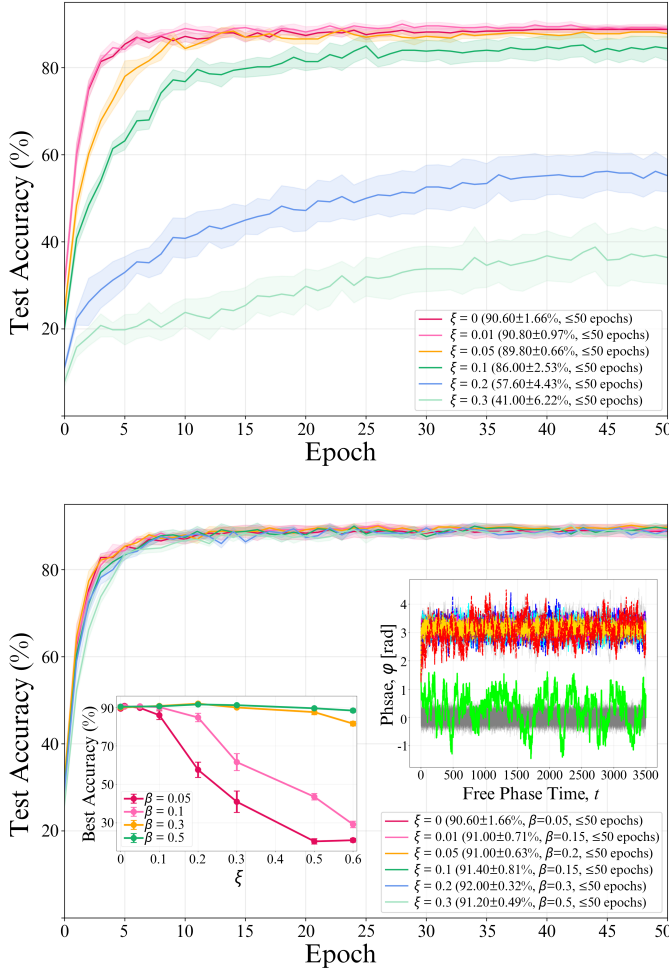 Test Accuracy (%)
80
60
40
20
ξ = 0 (90.60±1.66%, ≤50 epochs)
ξ = 0.01 (90.80±0.97%, ≤50 epochs)
ξ = 0.05 (89.80±0.66%, ≤50 epochs)
ξ = 0.1 (86.00±2.53%, ≤50 epochs)
ξ = 0.2 (57.60±4.43%, ≤50 epochs)
ξ = 0.3 (41.00±6.22%, ≤50 epochs)
0 5 10 15 20 25 30 35 40 45 50
Epoch
Test Accuracy (%)
80
60
40
20
Phsae, φ [rad]
4
3
2
1
0
-1
0 500 1000 1500 2000 2500 3000 3500
Free Phase Time, t
Best Accuracy (%)
90
70
50
30
β = 0.05
β = 0.1
β = 0.3
β = 0.5
0.0 0.1 0.2 0.3 0.4 0.5 0.6
ξ
ξ = 0 (90.60±1.66%, β=0.05, ≤50 epochs)
ξ = 0.01 (91.00±0.71%, β=0.15, ≤50 epochs)
ξ = 0.05 (91.00±0.63%, β=0.2, ≤50 epochs)
ξ = 0.1 (91.40±0.81%, β=0.15, ≤50 epochs)
ξ = 0.2 (92.00±0.32%, β=0.3, ≤50 epochs)
ξ = 0.3 (91.20±0.49%, β=0.5, ≤50 epochs)
0 5 10 15 20 25 30 35 40 45 50
Epoch